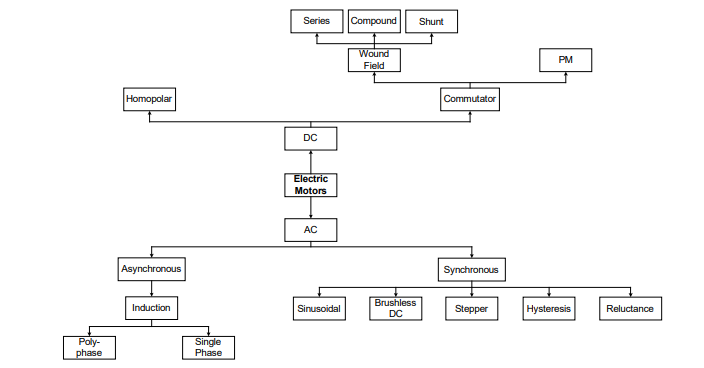 Series
Compound
Shunt
Wound
Field
PM
Homopolar
Commutator
DC
Electric
Motors
AC
Asynchronous
Synchronous
Induction
Sinusoidal
Brushless
DC
Stepper
Hysteresis
Reluctance
Poly-
phase
Single
Phase